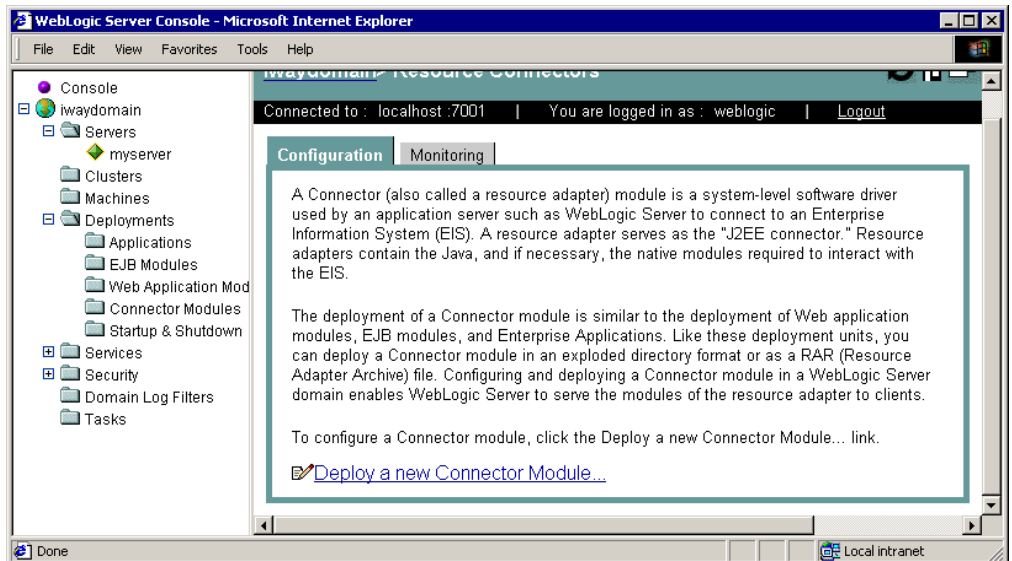 WebLogic Server Console - Microsoft Internet Explorer
File Edit View Favorites Tools Help
Console
iwaydomain
Servers
myserver
Clusters
Machines
Deployments
Applications
EJB Modules
Web Application Mod
Connector Modules
Startup & Shutdown
Services
Security
Domain Log Filters
Tasks
iwaydomain> Resource Connectors
Connected to : localhost :7001 | You are logged in as : weblogic | Logout
Configuration Monitoring
A Connector (also called a resource adapter) module is a system-level software driver
used by an application server such as WebLogic Server to connect to an Enterprise
Information System (EIS). A resource adapter serves as the "J2EE connector." Resource
adapters contain the Java, and if necessary, the native modules required to interact with
the EIS.
The deployment of a Connector module is similar to the deployment of Web application
modules, EJB modules, and Enterprise Applications. Like these deployment units, you
can deploy a Connector module in an exploded directory format or as a RAR (Resource
Adapter Archive) file. Configuring and deploying a Connector module in a WebLogic Server
domain enables WebLogic Server to serve the modules of the resource adapter to clients.
To configure a Connector module, click the Deploy a new Connector Module... link.
Deploy a new Connector Module...
Done
Local intranet